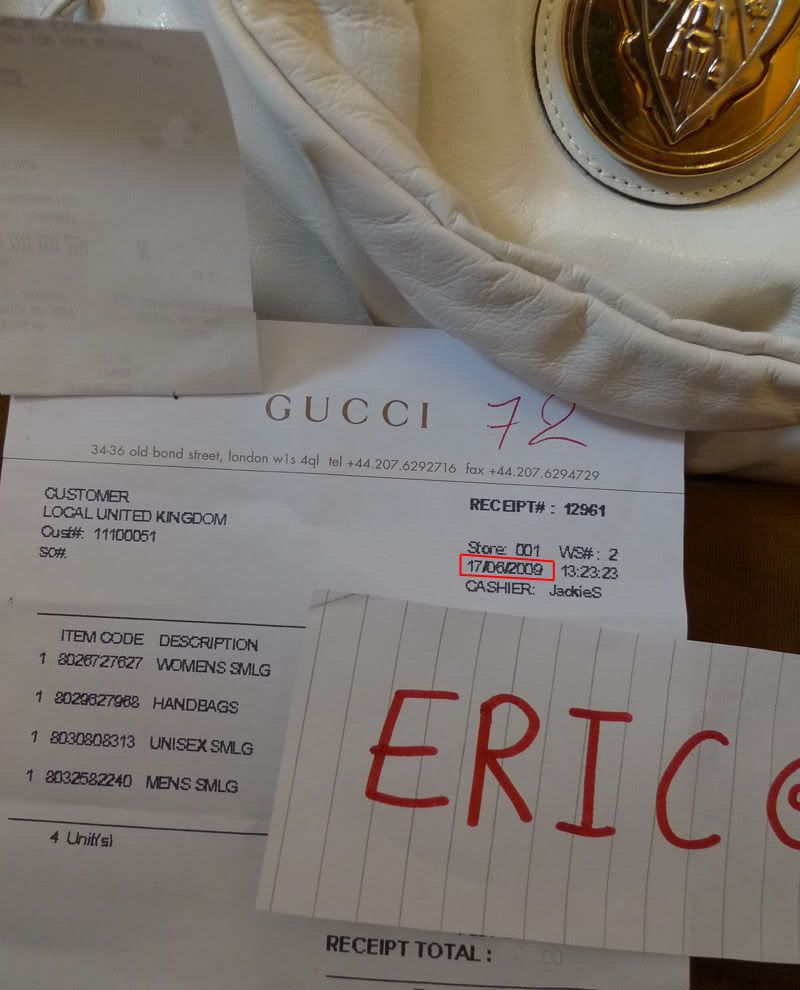 GUCCI 72
34-36 old bond street, london w1s 4ql tel +44.207.6292716 fax +44.207.6294729
CUSTOMER
LOCAL UNITED KINGDOM
Cust#: 11100051
SO#:
RECEIPT# : 12961
Store: 001 WS# : 2
17/06/2009 13:23:23
CASHIER: JackieS
ITEM CODE DESCRIPTION
1 8026727627 WOMENS SMLG
1 8029627968 HANDBAGS
1 8030808313 UNISEX SMLG
1 8032582240 MENS SMLG
4 Unit(s)
ERIC
RECEIPT TOTAL :